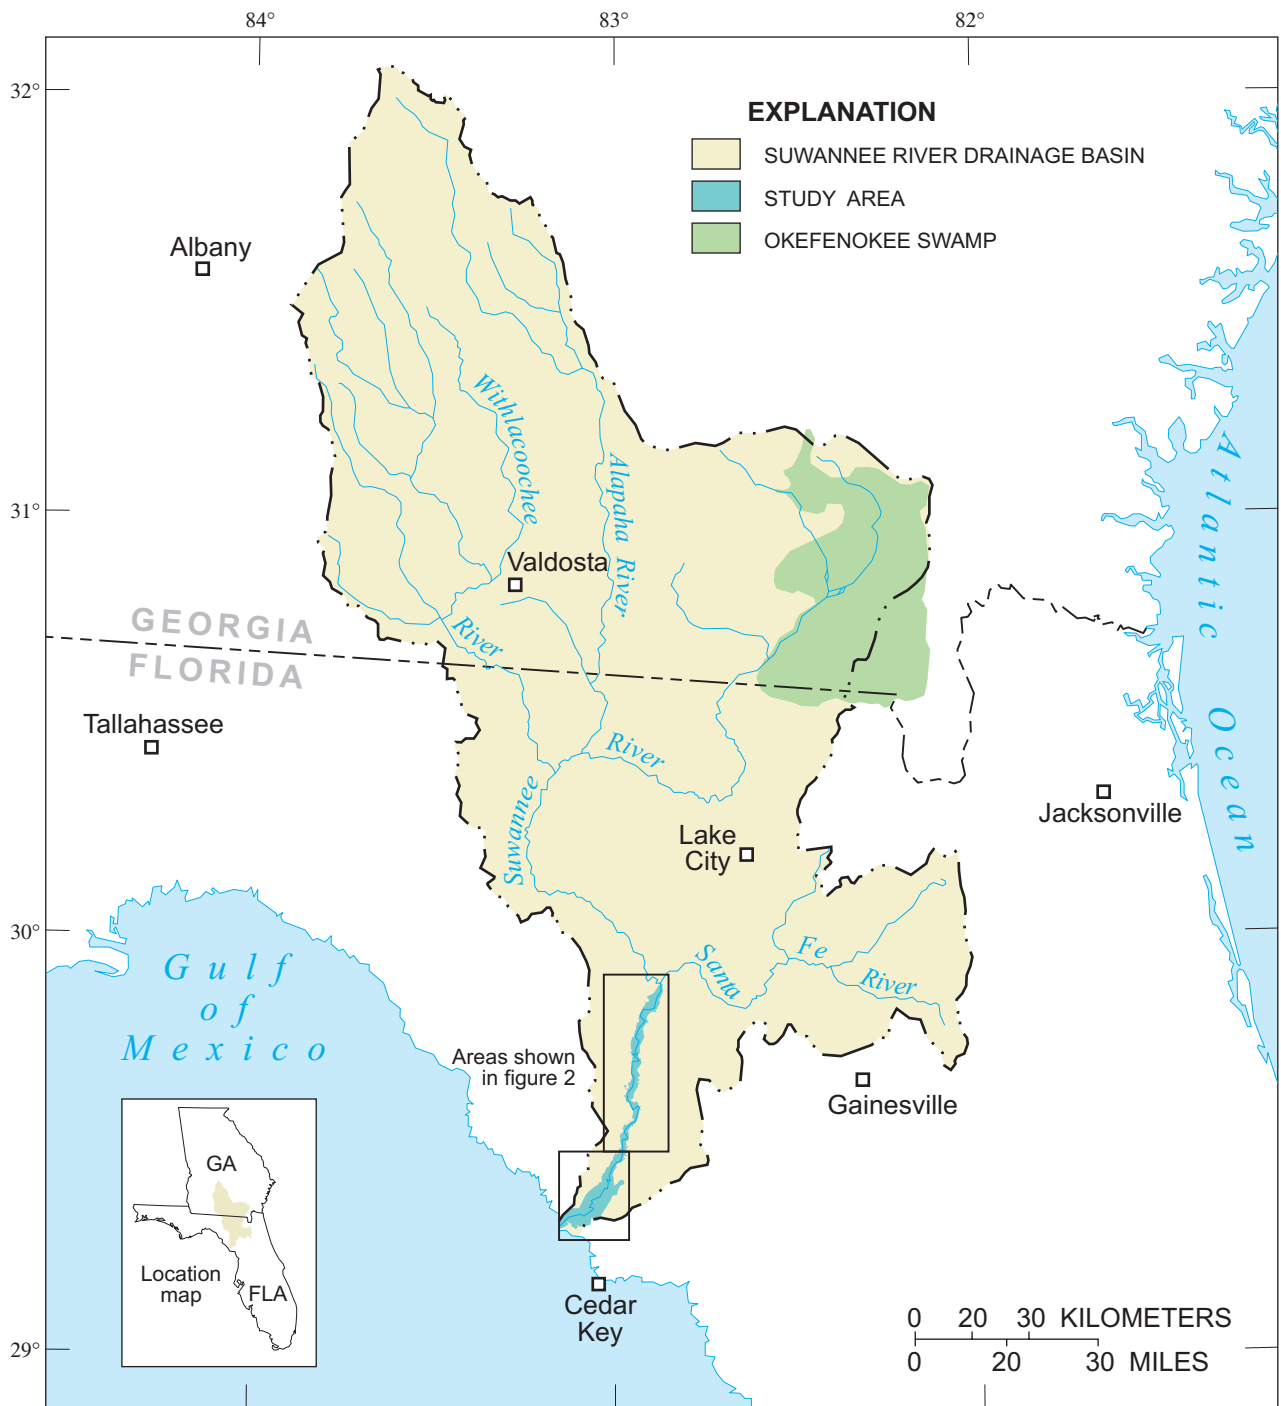 84°
83°
82°
32°
EXPLANATION
SUWANNEE RIVER DRAINAGE BASIN
STUDY AREA
OKEFENOKEE SWAMP
Albany
Withlacoochee
Alapaha River
Atlantic Ocean
31°
Valdosta
GEORGIA
River
FLORIDA
Tallahassee
River
Suwannee
Jacksonville
Lake
City
30°
Gulf
of
Mexico
Santa
Fe
River
Areas shown
in figure 2
Gainesville
GA
Location
map
FLA
Cedar
Key
0 20 30 KILOMETERS
0 20 30 MILES
29°